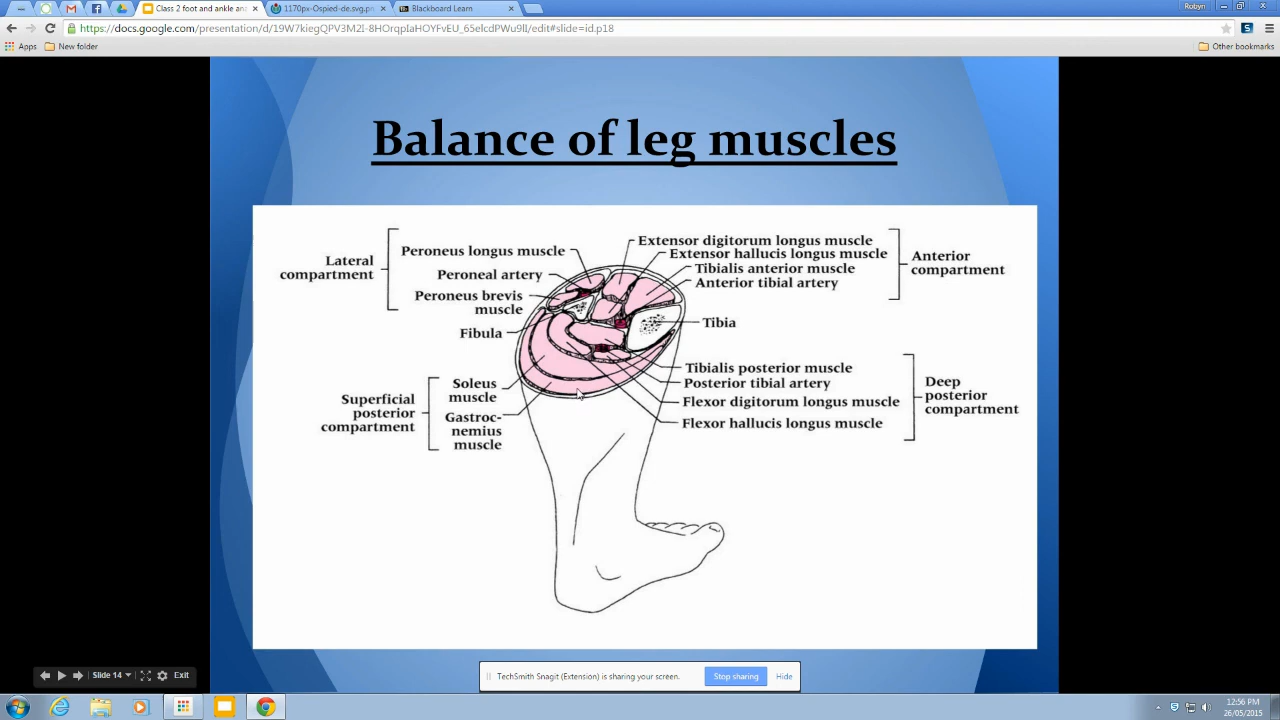 Class 2 foot and ankle an
1170px-Ospied-de.svg.pn
Blackboard Learn
Robyn
https://docs.google.com/presentation/d/19W7kiegQPV3M2I-8HOrqpIaHOYFvEU_65elcdPWu9lI/edit#slide=id.p18
Apps
New folder
Other bookmarks
Balance of leg muscles
Lateral
compartment
Peroneus longus muscle
Peroneal artery
Peroneus brevis
muscle
Fibula
Extensor digitorum longus muscle
Extensor hallucis longus muscle
Tibialis anterior muscle
Anterior tibial artery
Anterior
compartment
Tibia
Superficial
posterior
compartment
Soleus
muscle
Gastroc-
nemius
muscle
Tibialis posterior muscle
Posterior tibial artery
Flexor digitorum longus muscle
Flexor hallucis longus muscle
Deep
posterior
compartment
Slide 14
Exit
TechSmith Snagit (Extension) is sharing your screen.
Stop sharing
Hide
12:56 PM
26/05/2015